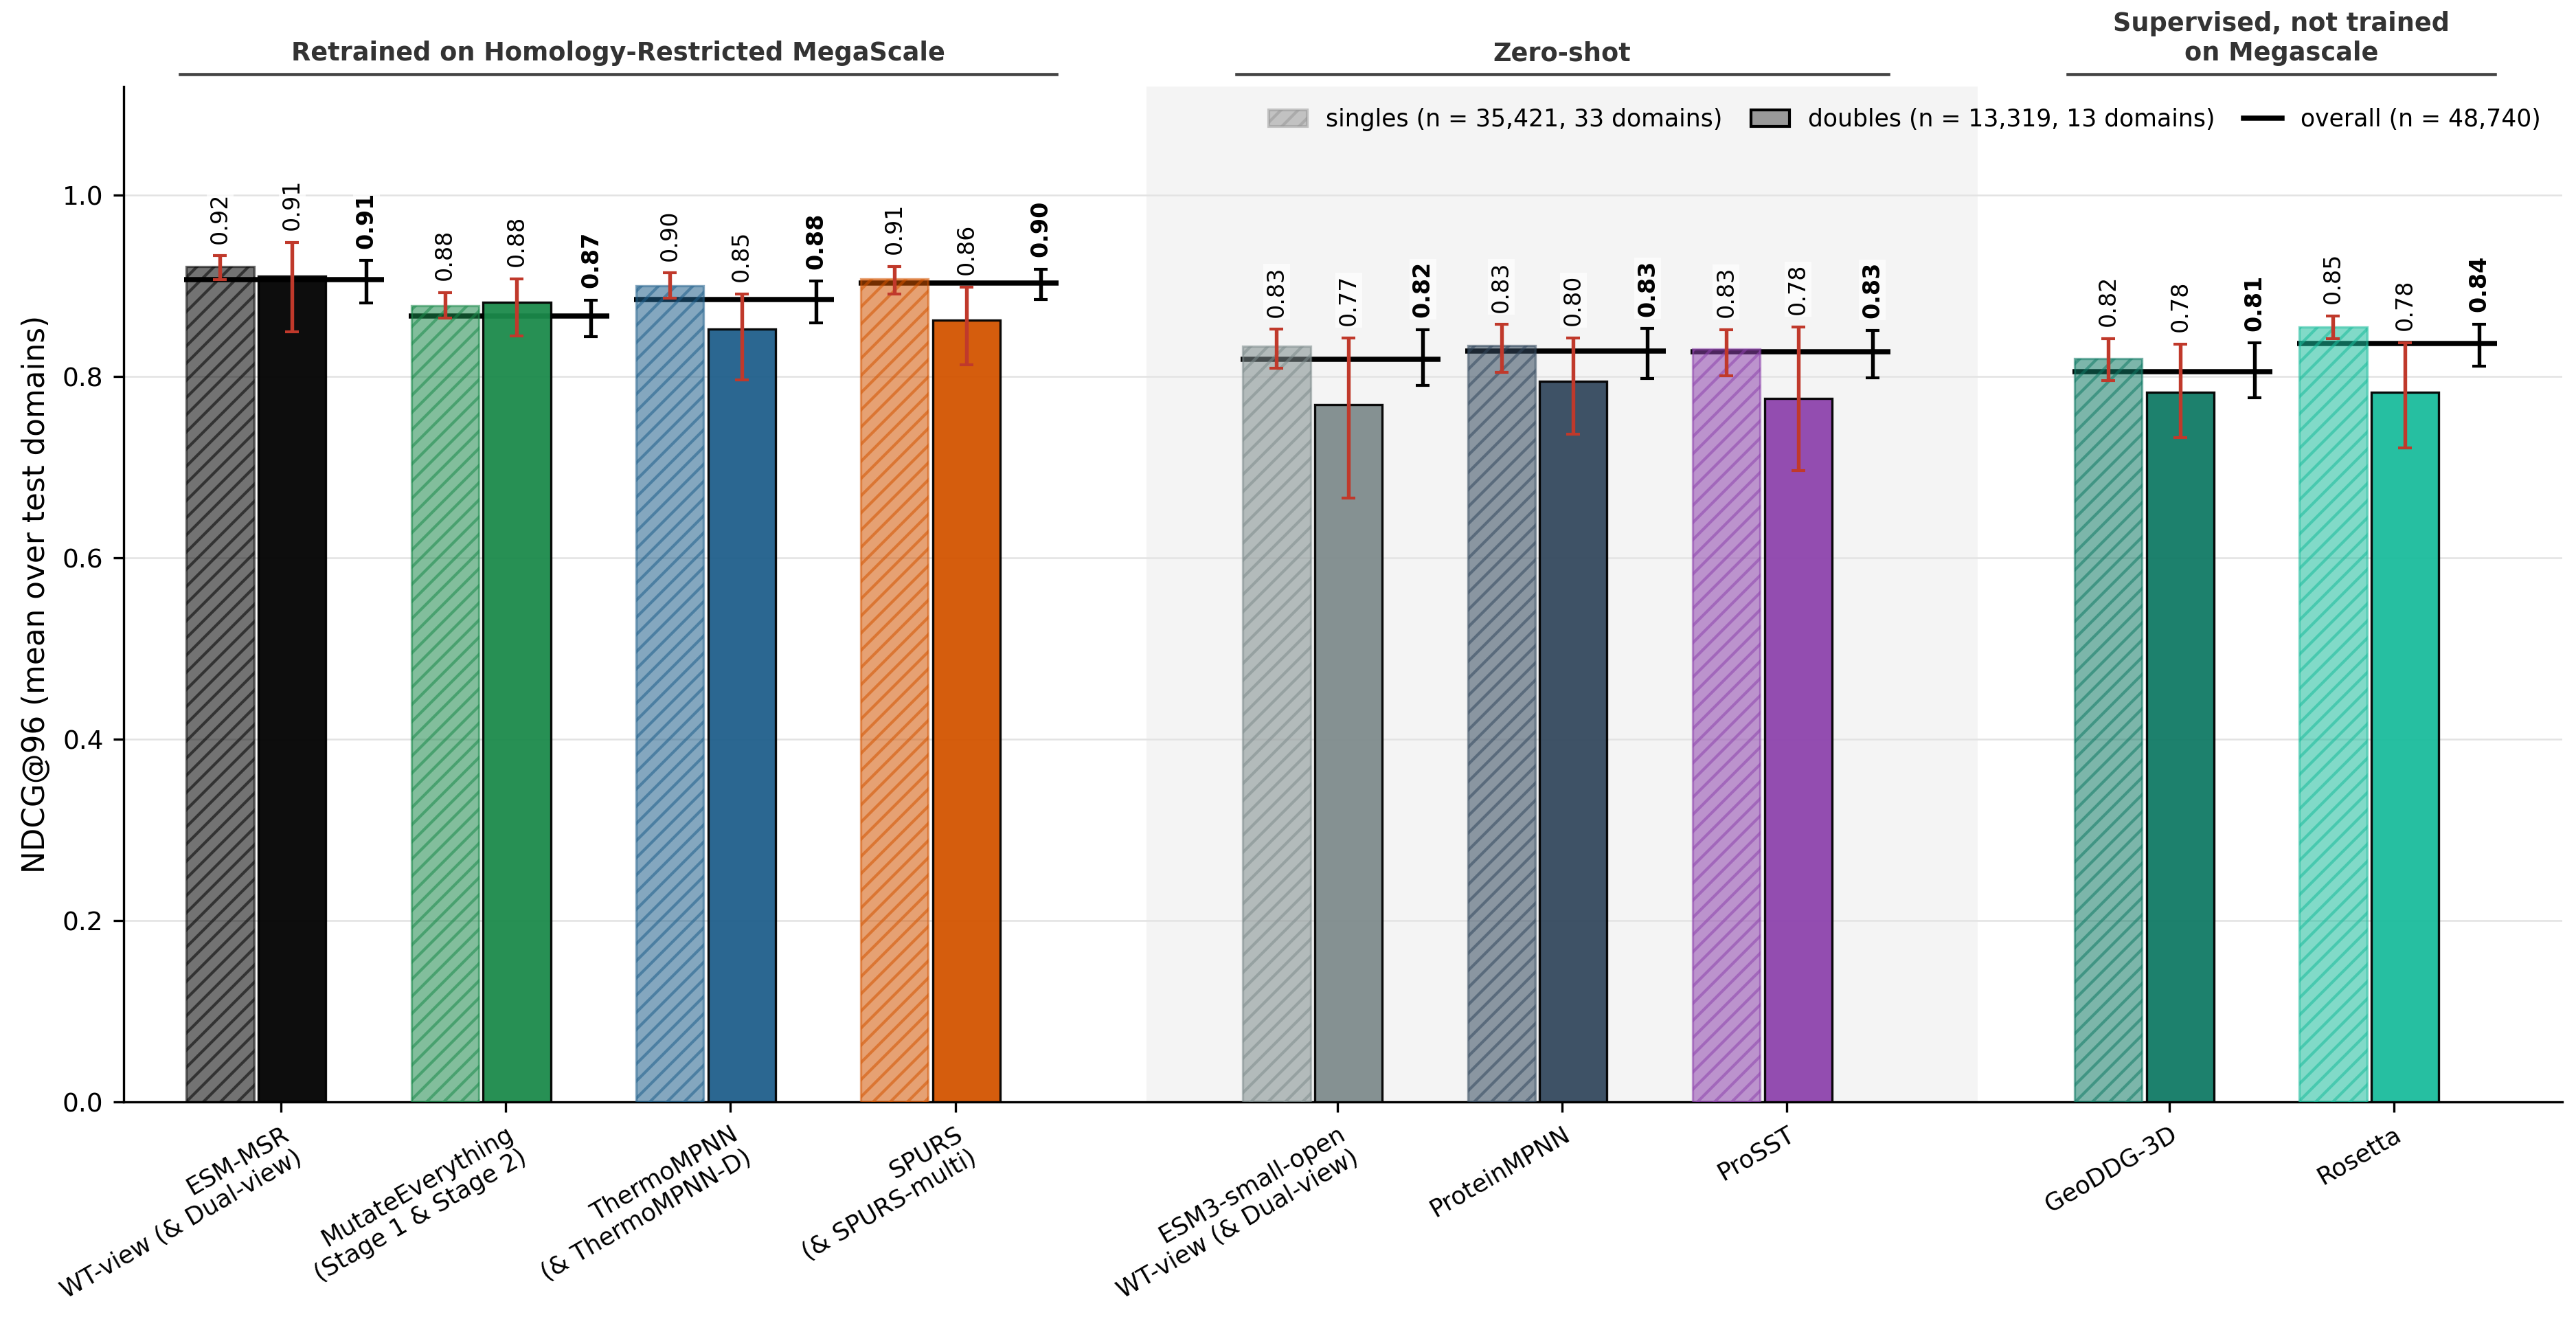 Retrained on Homology-Restricted MegaScale
Zero-shot
Supervised, not trained
on Megascale
singles (n = 35,421, 33 domains)
doubles (n = 13,319, 13 domains)
overall (n = 48,740)
NDCG@96 (mean over test domains)
1.0
0.8
0.6
0.4
0.2
0.0
0.92
0.91
0.91
0.88
0.88
0.87
0.90
0.85
0.88
0.91
0.86
0.90
0.83
0.77
0.82
0.83
0.80
0.83
0.83
0.78
0.83
0.82
0.78
0.81
0.85
0.78
0.84
ESM-MSR
WT-view (& Dual-view)
MutateEverything
(Stage 1 & Stage 2)
ThermoMPNN
(& ThermoMPNN-D)
SPURS
(& SPURS-multi)
ESM3-small-open
WT-view (& Dual-view)
ProteinMPNN
ProSST
GeoDDG-3D
Rosetta